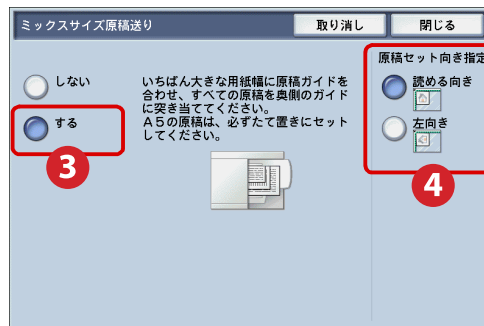 ミックスサイズ原稿送り
取り消し
閉じる
しない
する
3
いちばん大きな用紙幅に原稿ガイドを
合わせ、すべての原稿を奥側のガイド
に突き当ててください。
A5の原稿は、必ずたて置きにセット
してください。
原稿セット向き指定
読める向き
左向き
4